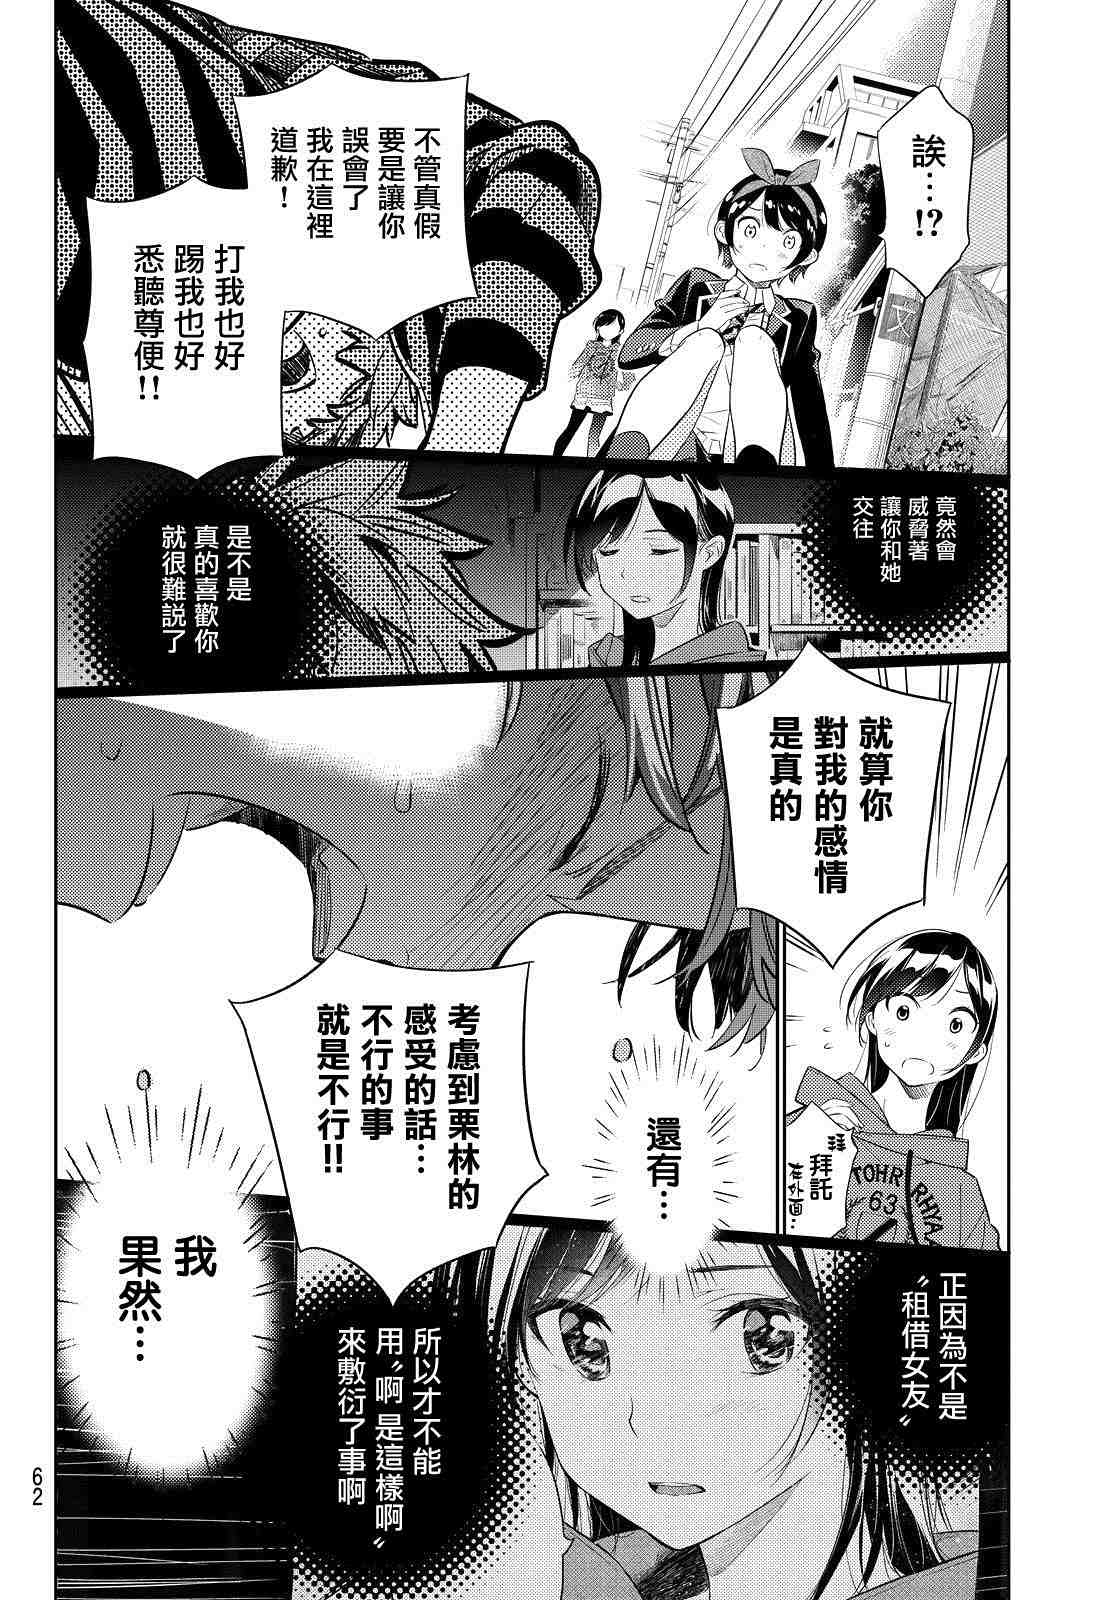 誒…!?
不管真假
要是讓你
誤會了
我在這裡
道歉！
打我也好
踢我也好
悉聽尊便!!
竟然會
威脅著
讓你和她
交往
是不是
真的喜歡你
就很難説了
就算你
對我的感情
是真的
拜託
在外面…
TOHR
63
RHYA
考慮到栗林的
感受的話…
不行的事
就是不行!!
還有…
我
果然…
正因為不是
〝租借女友〟
所以才不能
用〝啊 是這樣啊〟
來敷衍了事啊
62